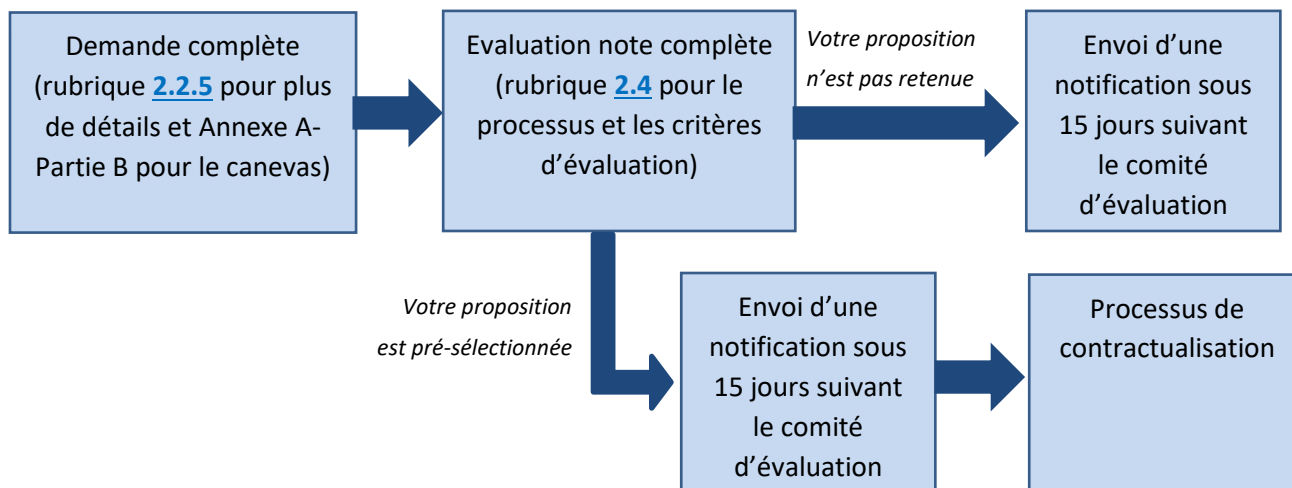 Demande complète
(rubrique 2.2.5 pour plus
de détails et Annexe A-
Partie B pour le canevas)
Evaluation note complète
(rubrique 2.4 pour le
processus et les critères
d’évaluation)
Votre proposition
n’est pas retenue
Envoi d’une
notification sous
15 jours suivant
le comité
d’évaluation
Votre proposition
est pré-sélectionnée
Envoi d’une
notification sous
15 jours suivant
le comité
d’évaluation
Processus de
contractualisation